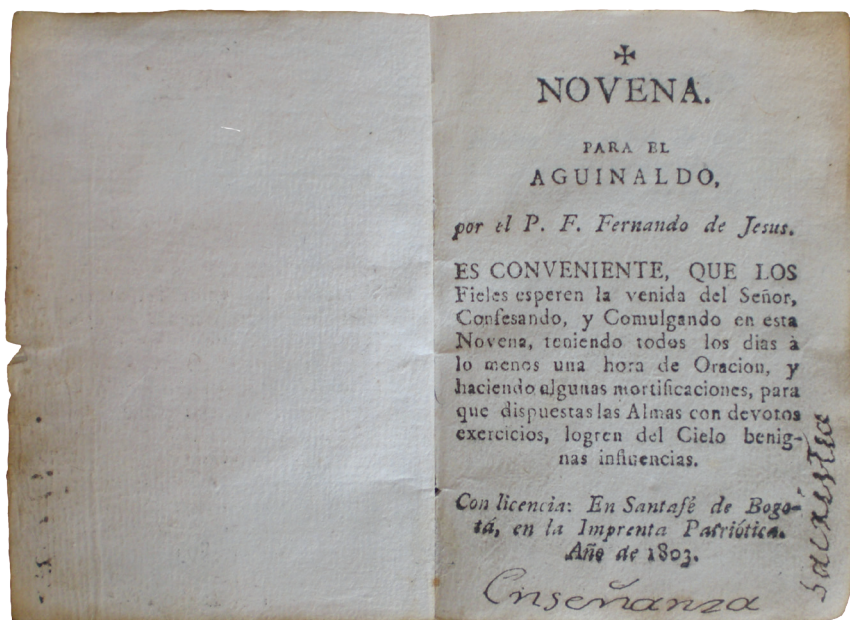 ✠
NOVENA.
PARA EL
AGUINALDO,
por el P. F. Fernando de Jesus.
ES CONVENIENTE, QUE LOS
Fieles esperen la venida del Señor,
Confesando, y Comulgando en esta
Novena, teniendo todos los dias à
lo menos una hora de Oracion, y
haciendo algunas mortificaciones, para
que dispuestas las Almas con devotos
exercicios, logren del Cielo benig-
nas influencias.
Con licencia: En Santafé de Bogo-
tá, en la Imprenta Patriótica.
Año de 1803.
Enseñanza